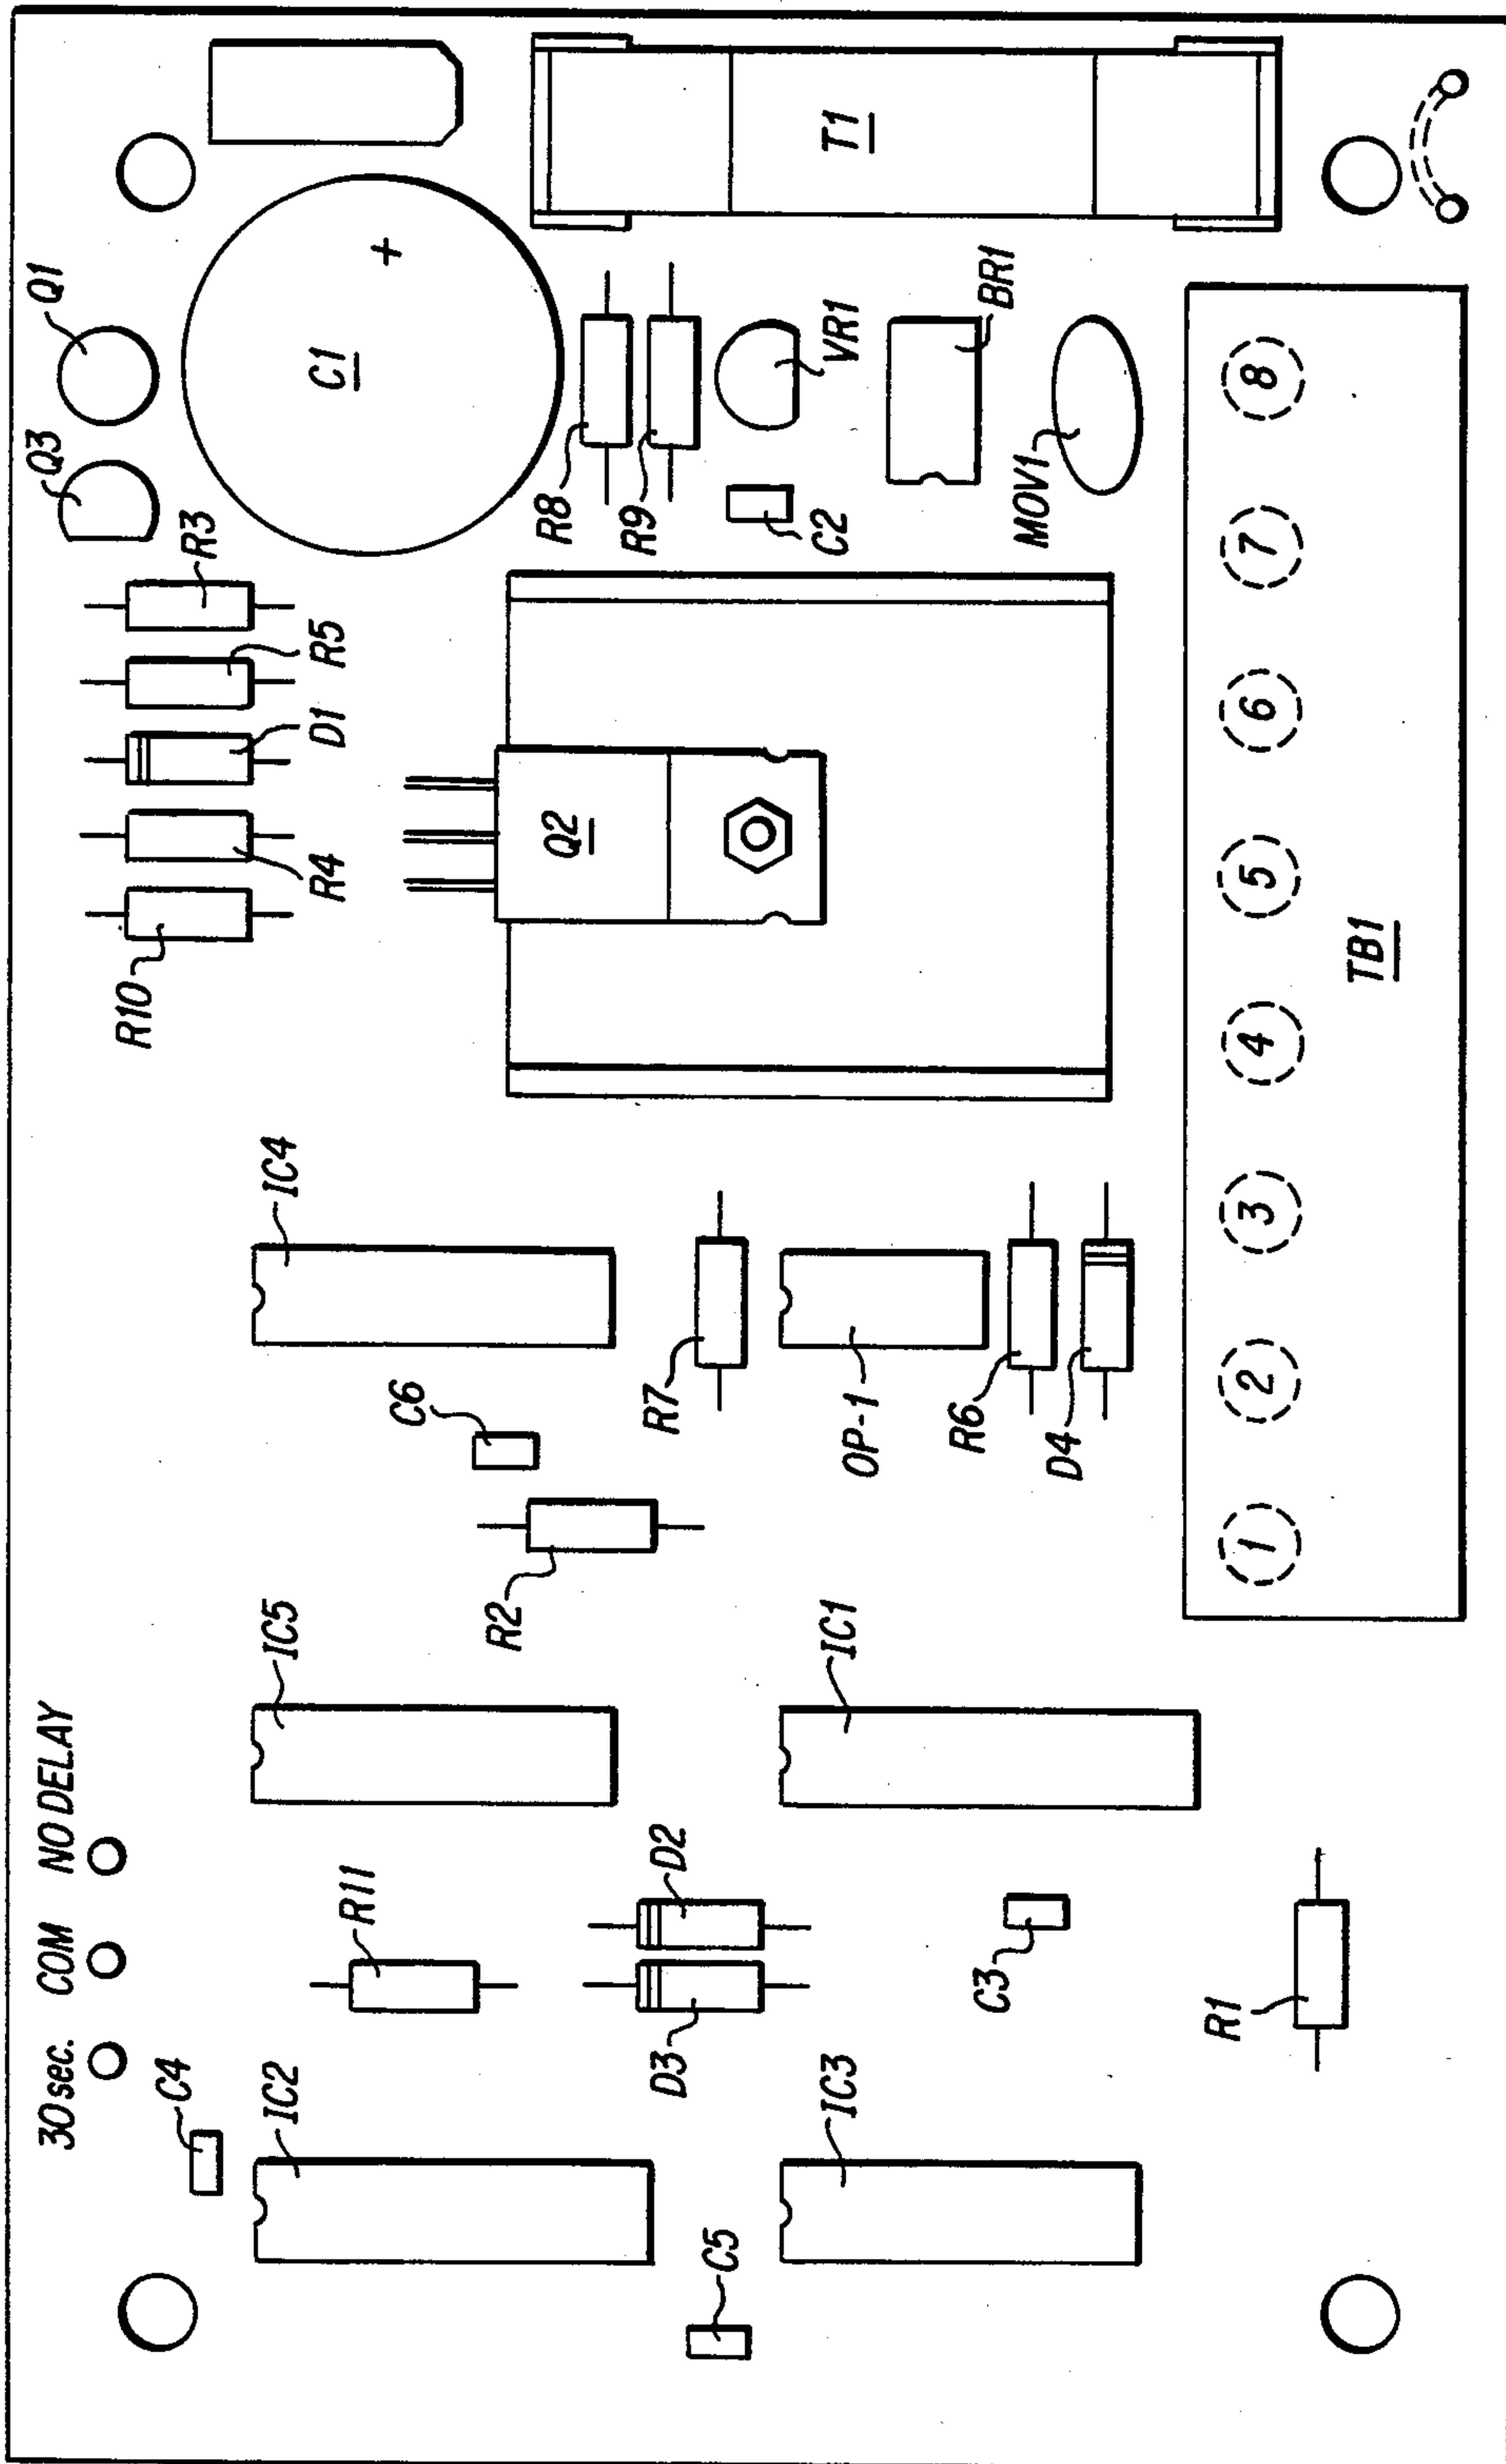 30 sec. COM NO DELAY
Q3 Q1
C4
R10
R3
IC2
R11
IC5
IC4
R4 D1 R5
C1
+
C6
R2
Q2
R8
R9
D3 D2
R7
C5
IC3
IC1
OP-1
C2
VR1
T1
C3
R6
BR1
D4
MOV1
R1
1 2 3 4 5 6 7 8
TB1